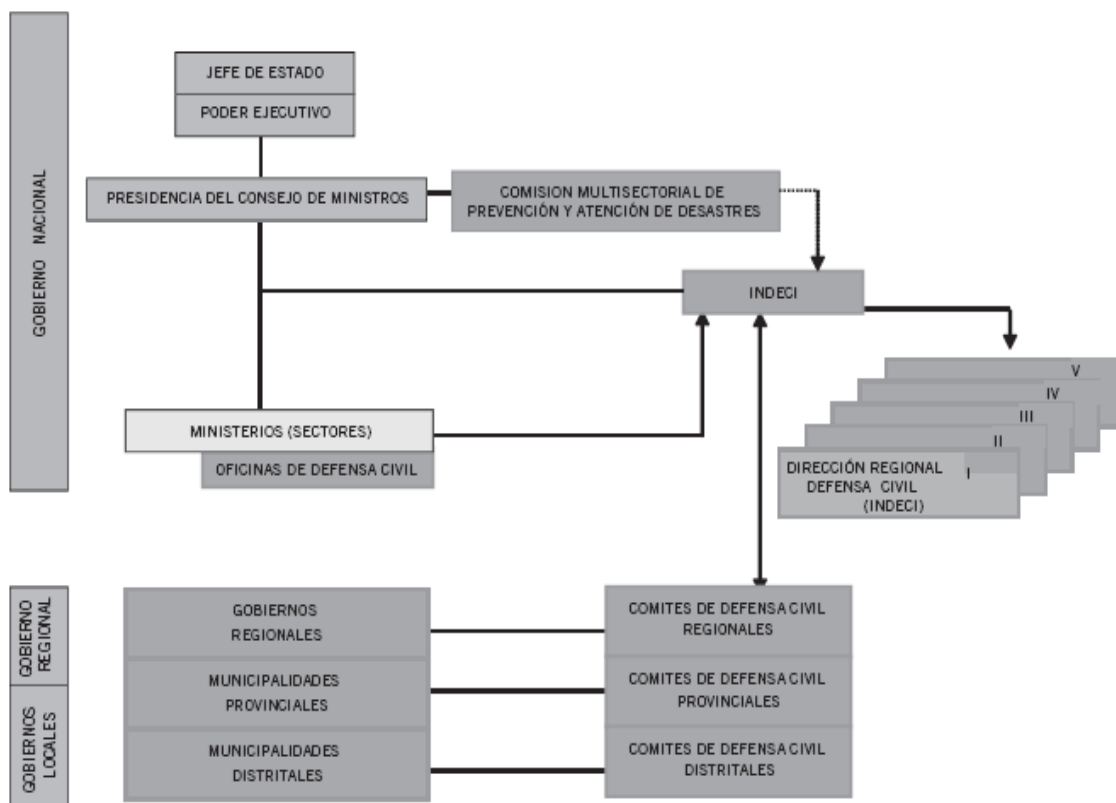 GOBIERNO NACIONAL
JEFE DE ESTADO
PODER EJECUTIVO
PRESIDENCIA DEL CONSEJO DE MINISTROS
COMISION MULTISECTORIAL DE
PREVENCIÓN Y ATENCIÓN DE DESASTRES
INDECI
V
IV
III
II
I
DIRECCIÓN REGIONAL
DEFENSA CIVIL
(INDECI)
MINISTERIOS (SECTORES)
OFICINAS DE DEFENSA CIVIL
GOBIERNO
REGIONAL
GOBIERNOS
REGIONALES
COMITES DE DEFENSA CIVIL
REGIONALES
GOBIERNOS
LOCALES
MUNICIPALIDADES
PROVINCIALES
COMITES DE DEFENSA CIVIL
PROVINCIALES
MUNICIPALIDADES
DISTRITALES
COMITES DE DEFENSA CIVIL
DISTRITALES